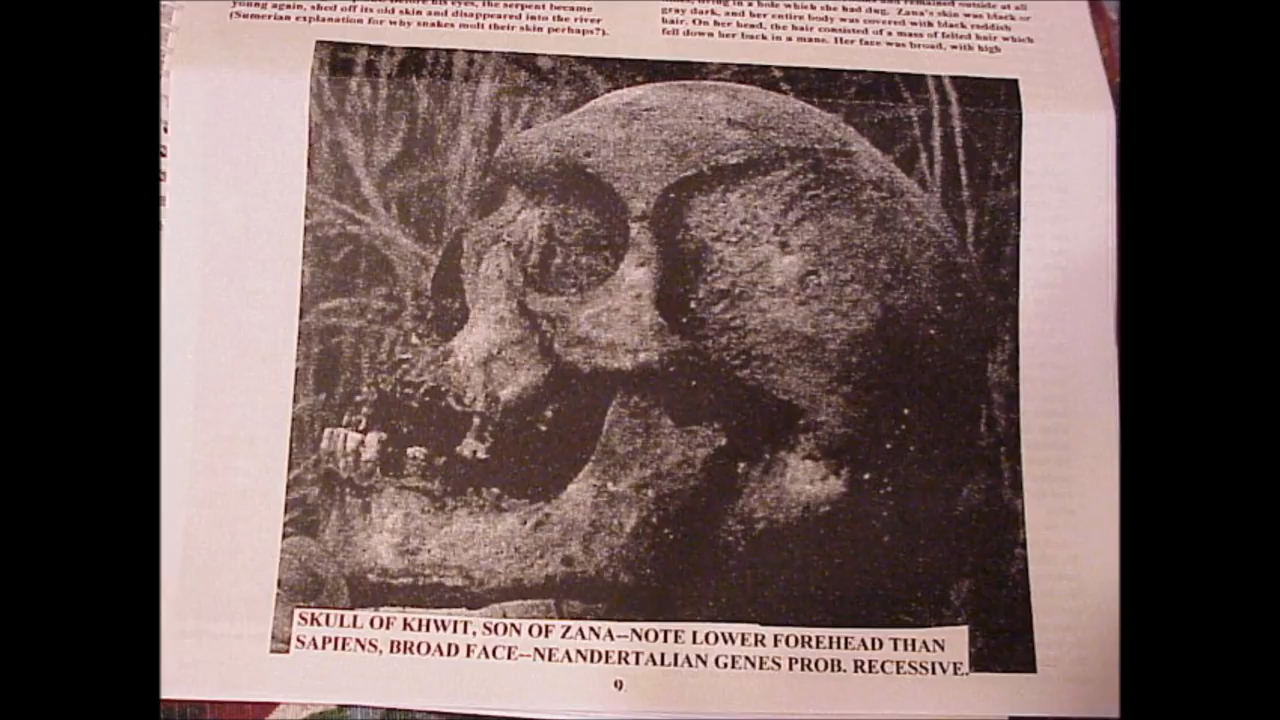 young again, shed off its old skin and disappeared into the river
(Sumerian explanation for why snakes molt their skin perhaps?).
gray dark, and her entire body was covered with black reddish
hair. On her head, the hair consisted of a mass of felted hair which
fell down her back in a mane. Her face was broad, with high
SKULL OF KHWIT, SON OF ZANA--NOTE LOWER FOREHEAD THAN
SAPIENS, BROAD FACE--NEANDERTALIAN GENES PROB. RECESSIVE.
9